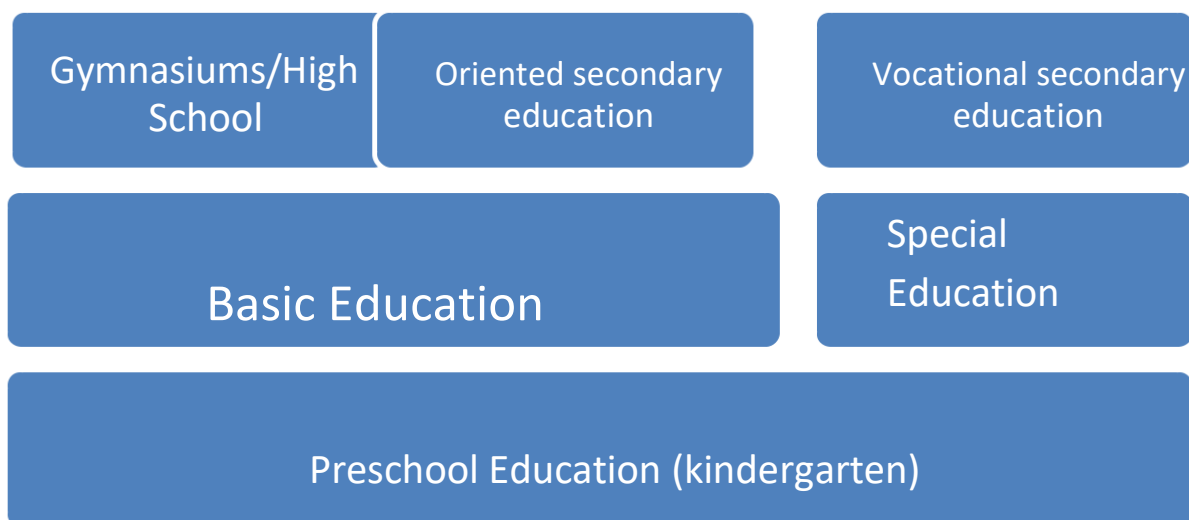 Gymnasiums/High
School
Oriented secondary
education
Vocational secondary
education
Basic Education
Special
Education
Preschool Education (kindergarten)